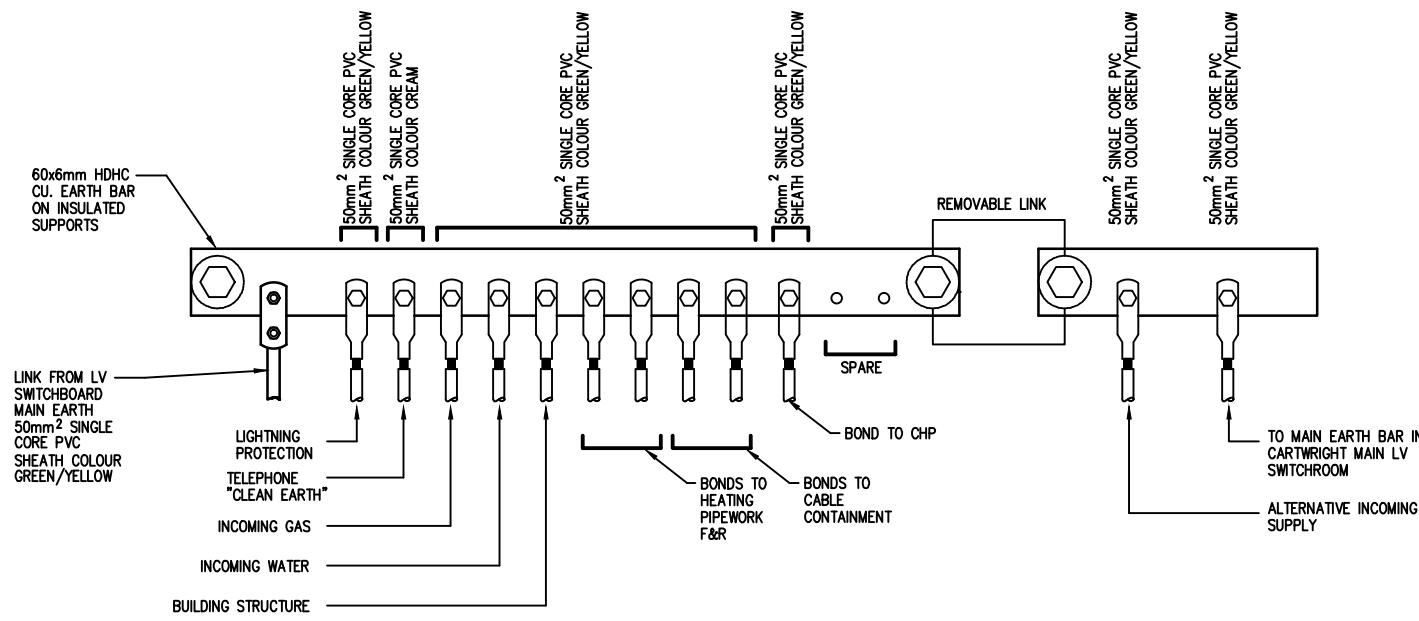 50mm² SINGLE CORE PVC
SHEATH COLOUR GREEN/YELLOW
50mm² SINGLE CORE PVC
SHEATH COLOUR CREAM
50mm² SINGLE CORE PVC
SHEATH COLOUR GREEN/YELLOW
50mm² SINGLE CORE PVC
SHEATH COLOUR GREEN/YELLOW
50mm² SINGLE CORE PVC
SHEATH COLOUR GREEN/YELLOW
50mm² SINGLE CORE PVC
SHEATH COLOUR GREEN/YELLOW
60x6mm HDHC
CU. EARTH BAR
ON INSULATED
SUPPORTS
REMOVABLE LINK
SPARE
LINK FROM LV
SWITCHBOARD
MAIN EARTH
50mm² SINGLE
CORE PVC
SHEATH COLOUR
GREEN/YELLOW
LIGHTNING
PROTECTION
TELEPHONE
"CLEAN EARTH"
INCOMING GAS
INCOMING WATER
BUILDING STRUCTURE
BONDS TO
HEATING
PIPEWORK
F&R
BONDS TO
CABLE
CONTAINMENT
BOND TO CHP
TO MAIN EARTH BAR IN
CARTWRIGHT MAIN LV
SWITCHROOM
ALTERNATIVE INCOMING
SUPPLY